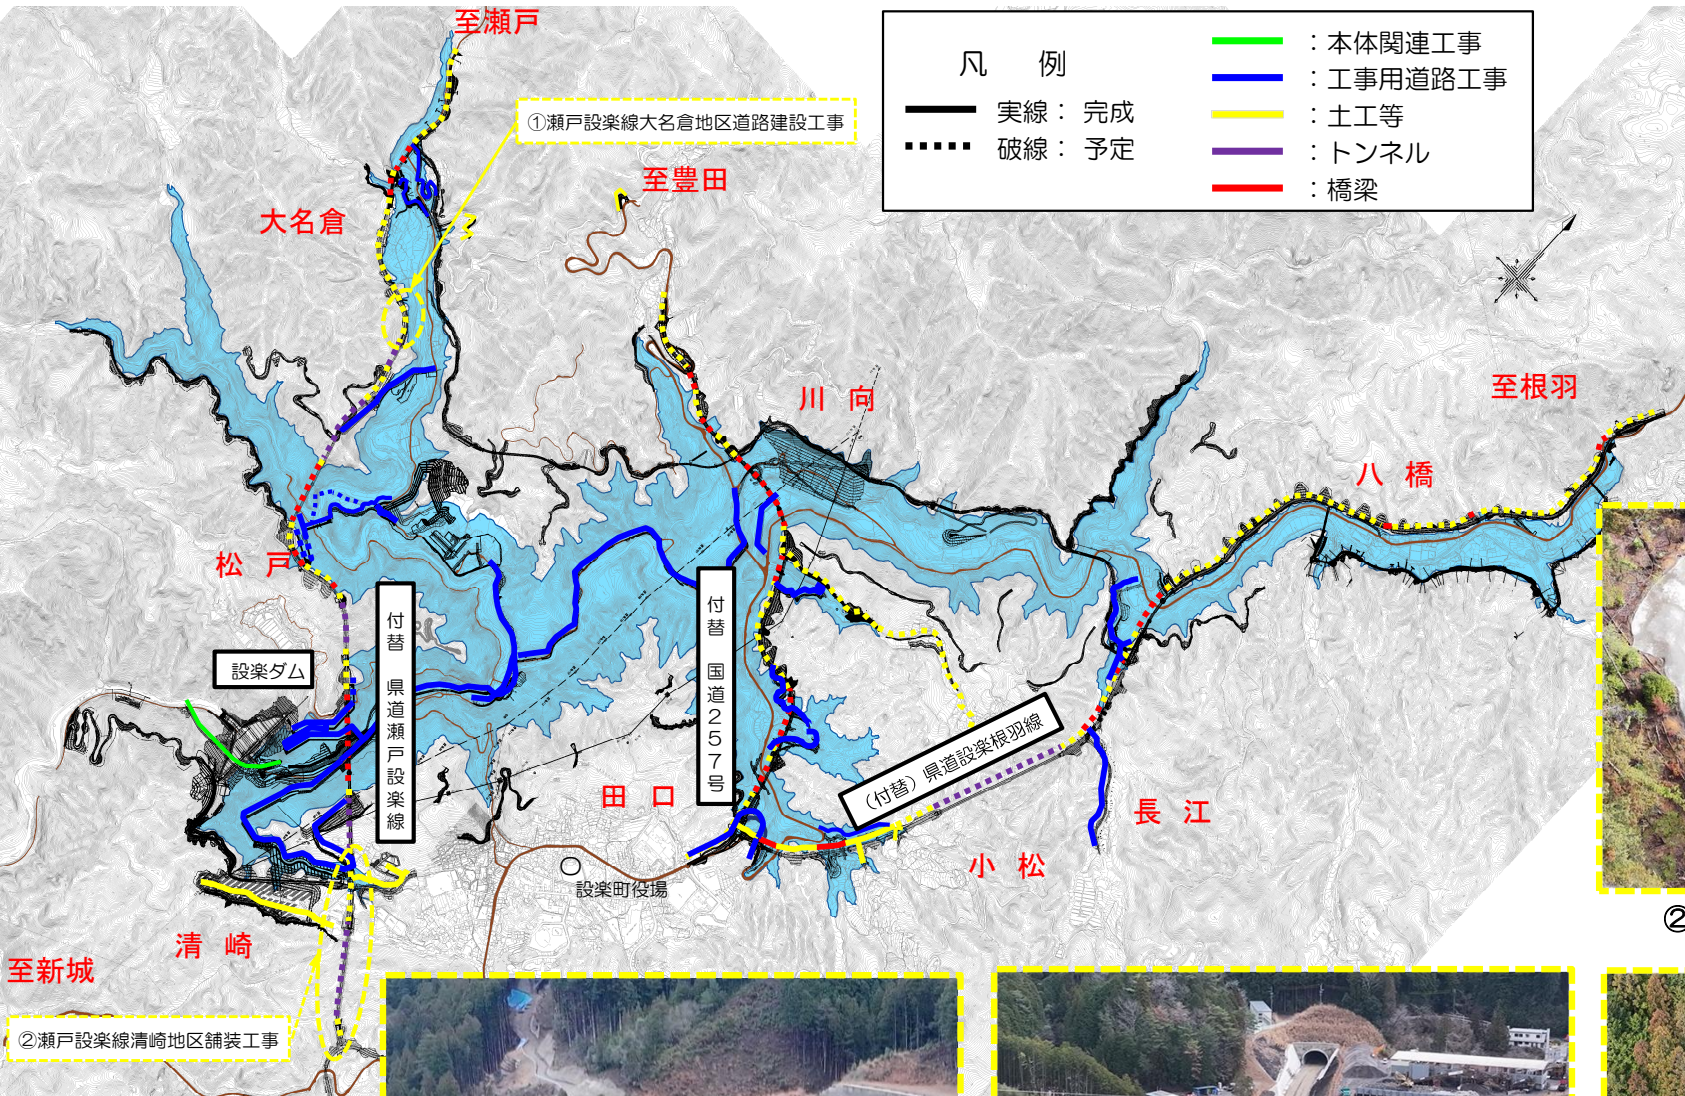 至瀬戸
凡 例
実線： 完成
破線： 予定
：本体関連工事
：工事用道路工事
：土工等
：トンネル
：橋梁
①瀬戸設楽線大名倉地区道路建設工事
至豊田
大名倉
川 向
至根羽
八 橋
松 戸
付替 県道瀬戸設楽線
付替 国道257号
設楽ダム
（付替）県道設楽根羽線
田 口
長 江
小 松
設楽町役場
清 崎
至新城
②瀬戸設楽線清崎地区舗装工事
②